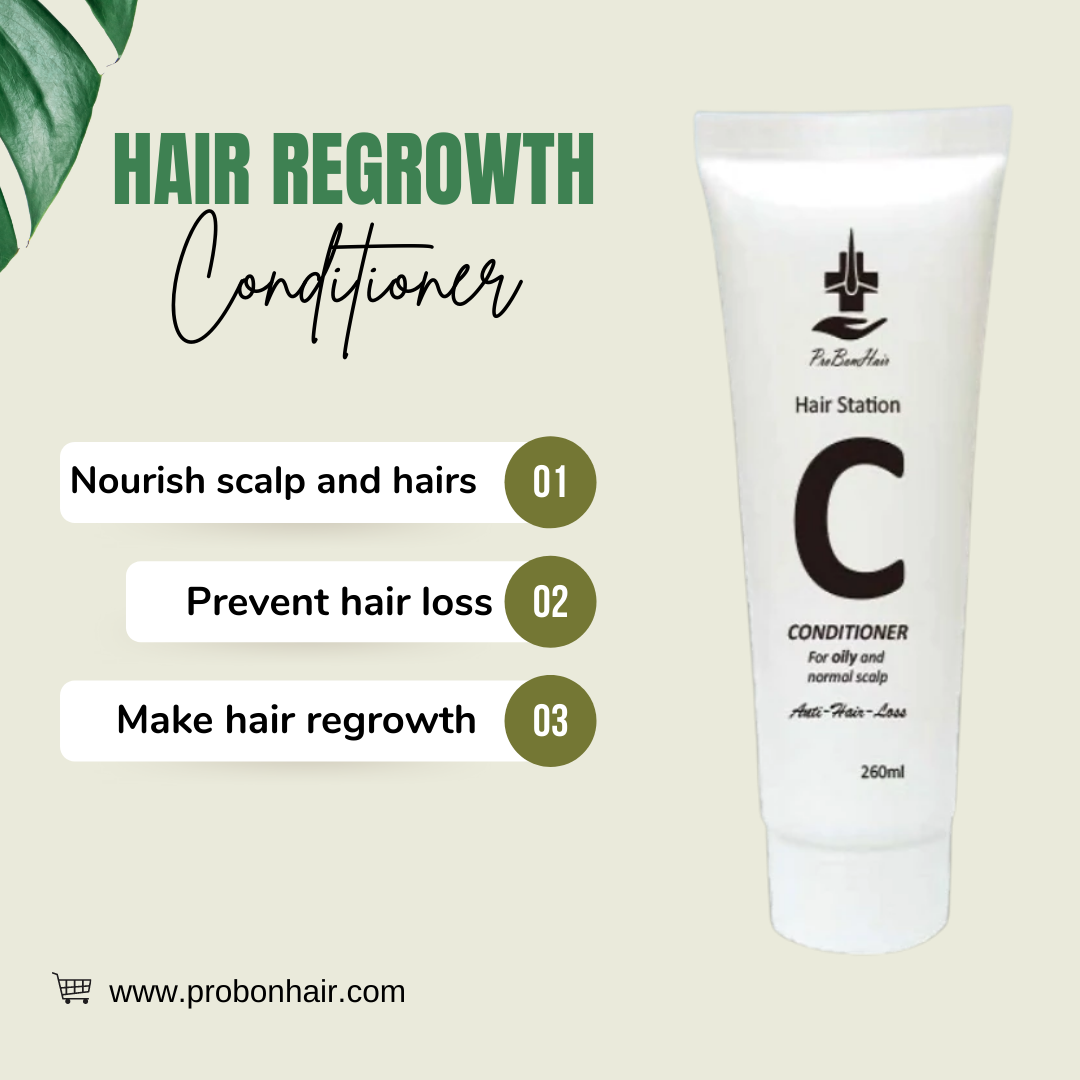 HAIR REGROWTH
Conditioner
Nourish scalp and hairs
01
Prevent hair loss
02
Make hair regrowth
03
www.probonhair.com
ProBonHair
Hair Station
C
CONDITIONER
For oily and
normal scalp
Anti-Hair-Loss
260ml